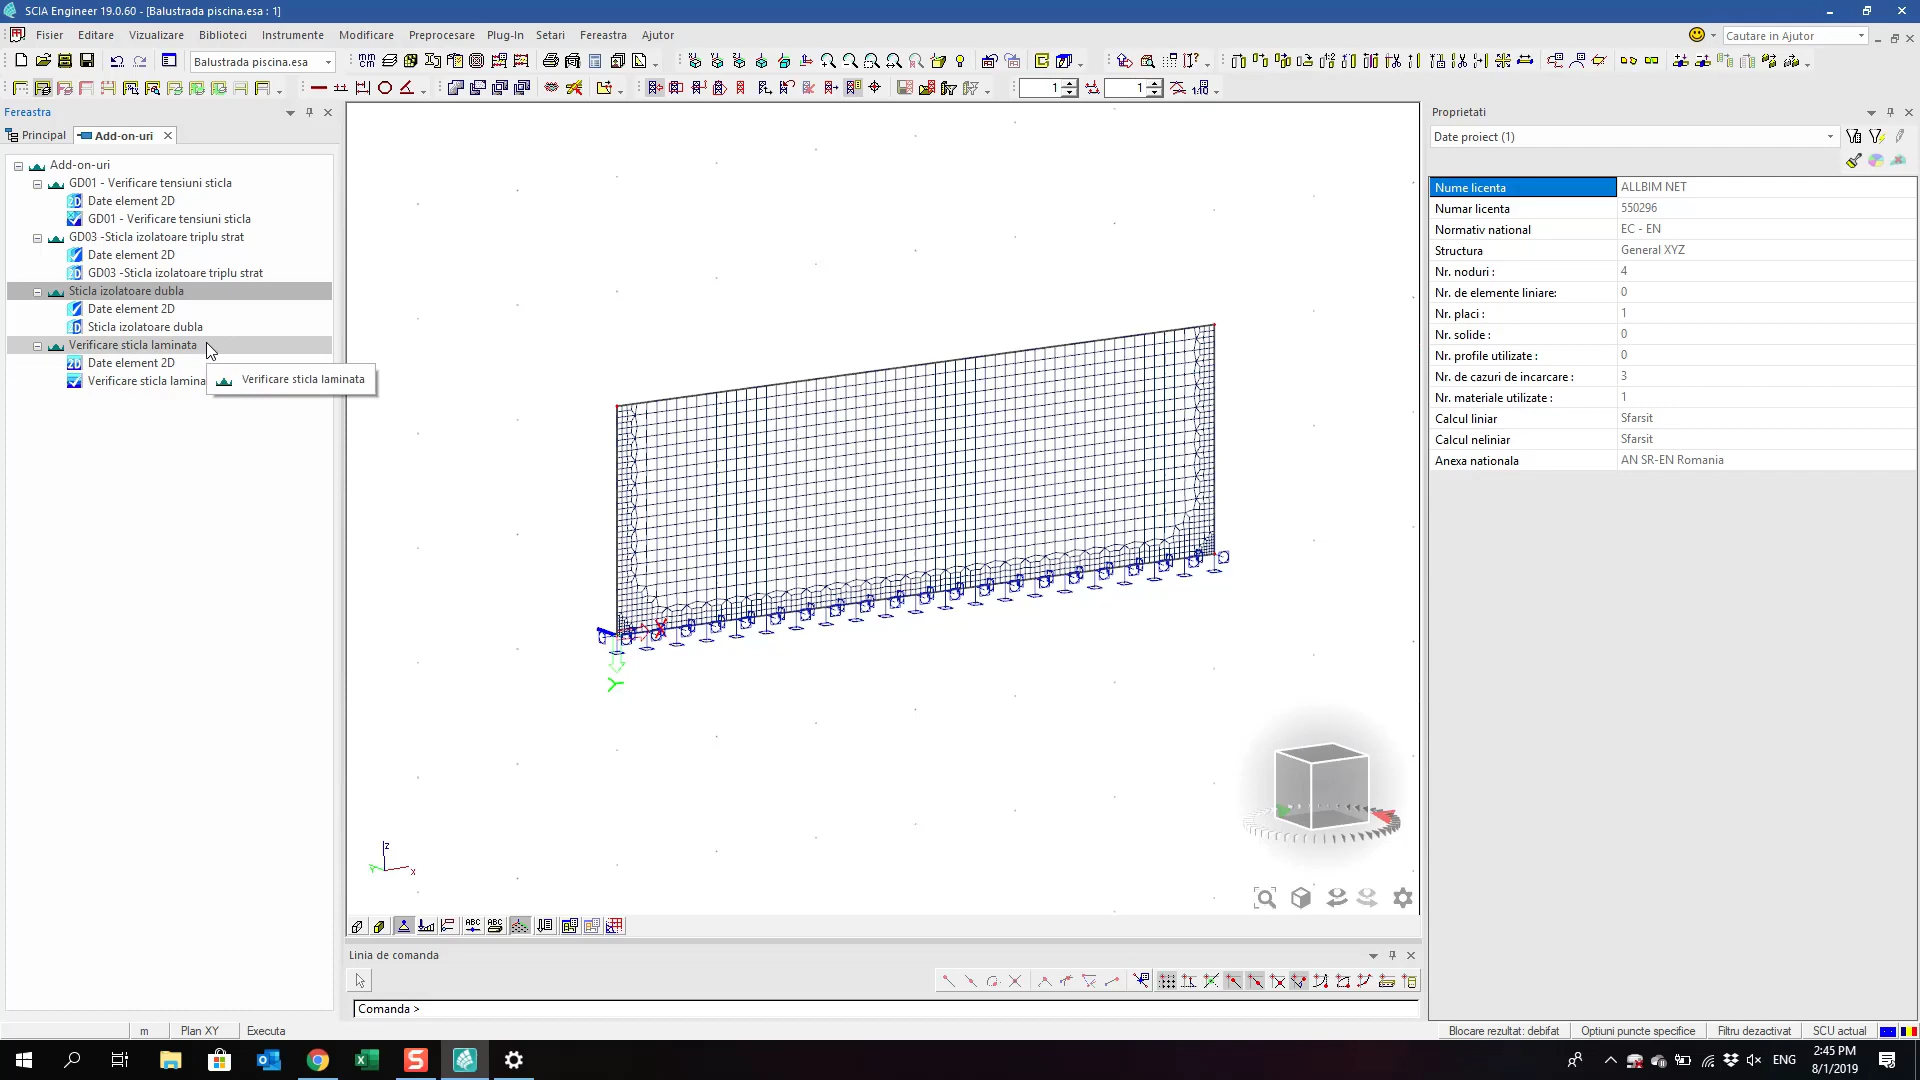 SCIA Engineer 19.0.60 - [Balustrada piscina.esa : 1]
Fisier Editare Vizualizare Biblioteci Instrumente Modificare Preprocesare Plug-In Setari Fereastra Ajutor
Cautare in Ajutor
Balustrada piscina.esa
1 1
Fereastra
Principal Add-on-uri
Add-on-uri
GD01 - Verificare tensiuni sticla
Date element 2D
GD01 - Verificare tensiuni sticla
GD03 -Sticla izolatoare triplu strat
Date element 2D
GD03 -Sticla izolatoare triplu strat
Sticla izolatoare dubla
Date element 2D
Sticla izolatoare dubla
Verificare sticla laminata
Date element 2D
Verificare sticla lamina
Verificare sticla laminata
X
Y
z
x
Proprietati
Date proiect (1)
Nume licenta ALLBIM NET
Numar licenta 550296
Normativ national EC - EN
Structura General XYZ
Nr. noduri : 4
Nr. de elemente liniare: 0
Nr. placi : 1
Nr. solide : 0
Nr. profile utilizate : 0
Nr. de cazuri de incarcare : 3
Nr. materiale utilizate : 1
Calcul liniar Sfarsit
Calcul neliniar Sfarsit
Anexa nationala AN SR-EN Romania
ABC ABC
Linia de comanda
Comanda >
m Plan XY Executa
Blocare rezultat: debifat Optiuni puncte specifice Filtru dezactivat SCU actual
ENG
2:45 PM
8/1/2019